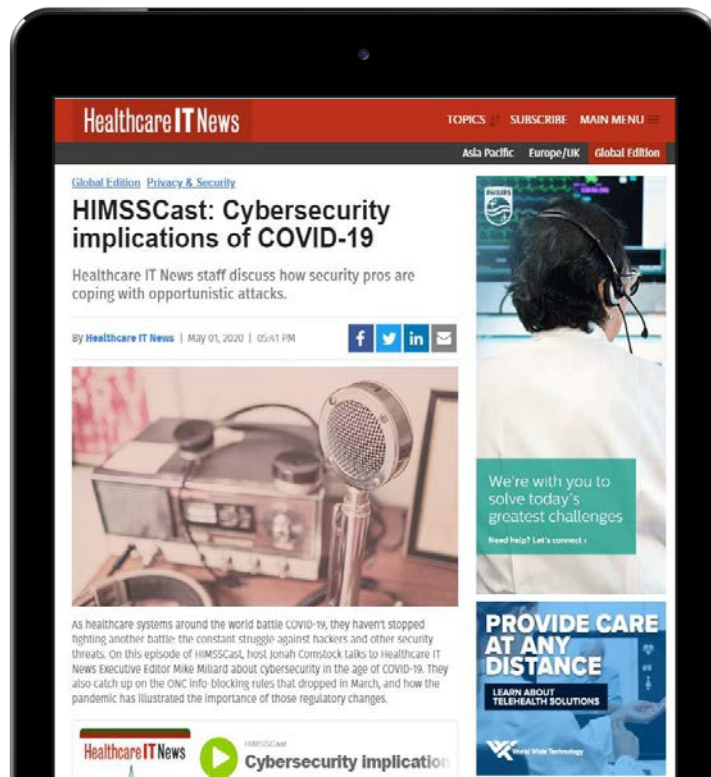 Healthcare IT News
TOPICS SUBSCRIBE MAIN MENU
Asia Pacific Europe/UK Global Edition
Global Edition Privacy & Security
HIMSSCast: Cybersecurity
implications of COVID-19
Healthcare IT News staff discuss how security pros are
coping with opportunistic attacks.
By Healthcare IT News | May 01, 2020 | 05:41 PM
As healthcare systems around the world battle COVID-19, they haven't stopped
fighting another battle: the constant struggle against hackers and other security
threats. On this episode of HIMSSCast, host Jonah Comstock talks to Healthcare IT
News Executive Editor Mike Miliard about cybersecurity in the age of COVID-19. They
also catch up on the ONC info-blocking rules that dropped in March, and how the
pandemic has illustrated the importance of those regulatory changes.
Healthcare IT News
HIMSSCast
Cybersecurity implication
PHILIPS
We're with you to
solve today's
greatest challenges
Need help? Let's connect ›
PROVIDE CARE
AT ANY
DISTANCE
LEARN ABOUT
TELEHEALTH SOLUTIONS
World Wide Technology